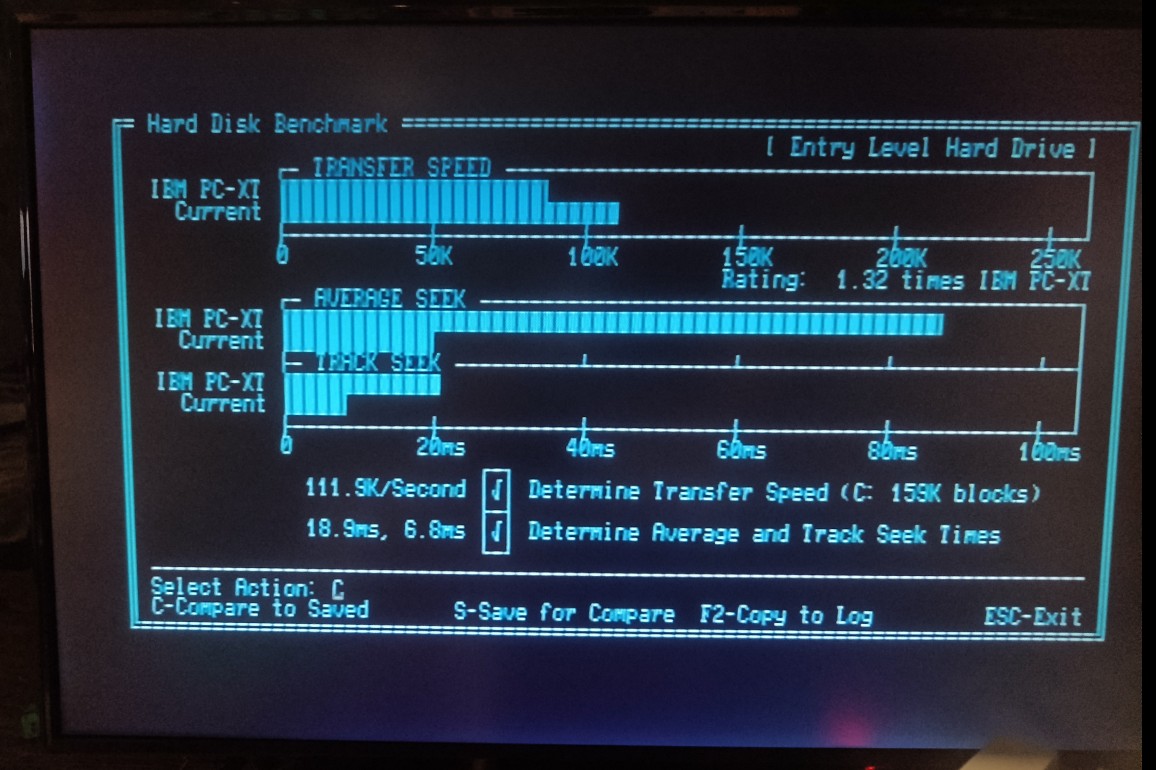 Hard Disk Benchmark
[ Entry Level Hard Drive ]
TRANSFER SPEED
IBM PC-XT
Current
0 50K 100K 150K 200K 250K
Rating: 1.32 times IBM PC-XT
AVERAGE SEEK
IBM PC-XT
Current
TRACK SEEK
IBM PC-XT
Current
0 20ms 40ms 60ms 80ms 100ms
111.9K/Second √ Determine Transfer Speed (C: 159K blocks)
18.9ms, 6.8ms √ Determine Average and Track Seek Times
Select Action: C
C-Compare to Saved S-Save for Compare F2-Copy to Log ESC-Exit